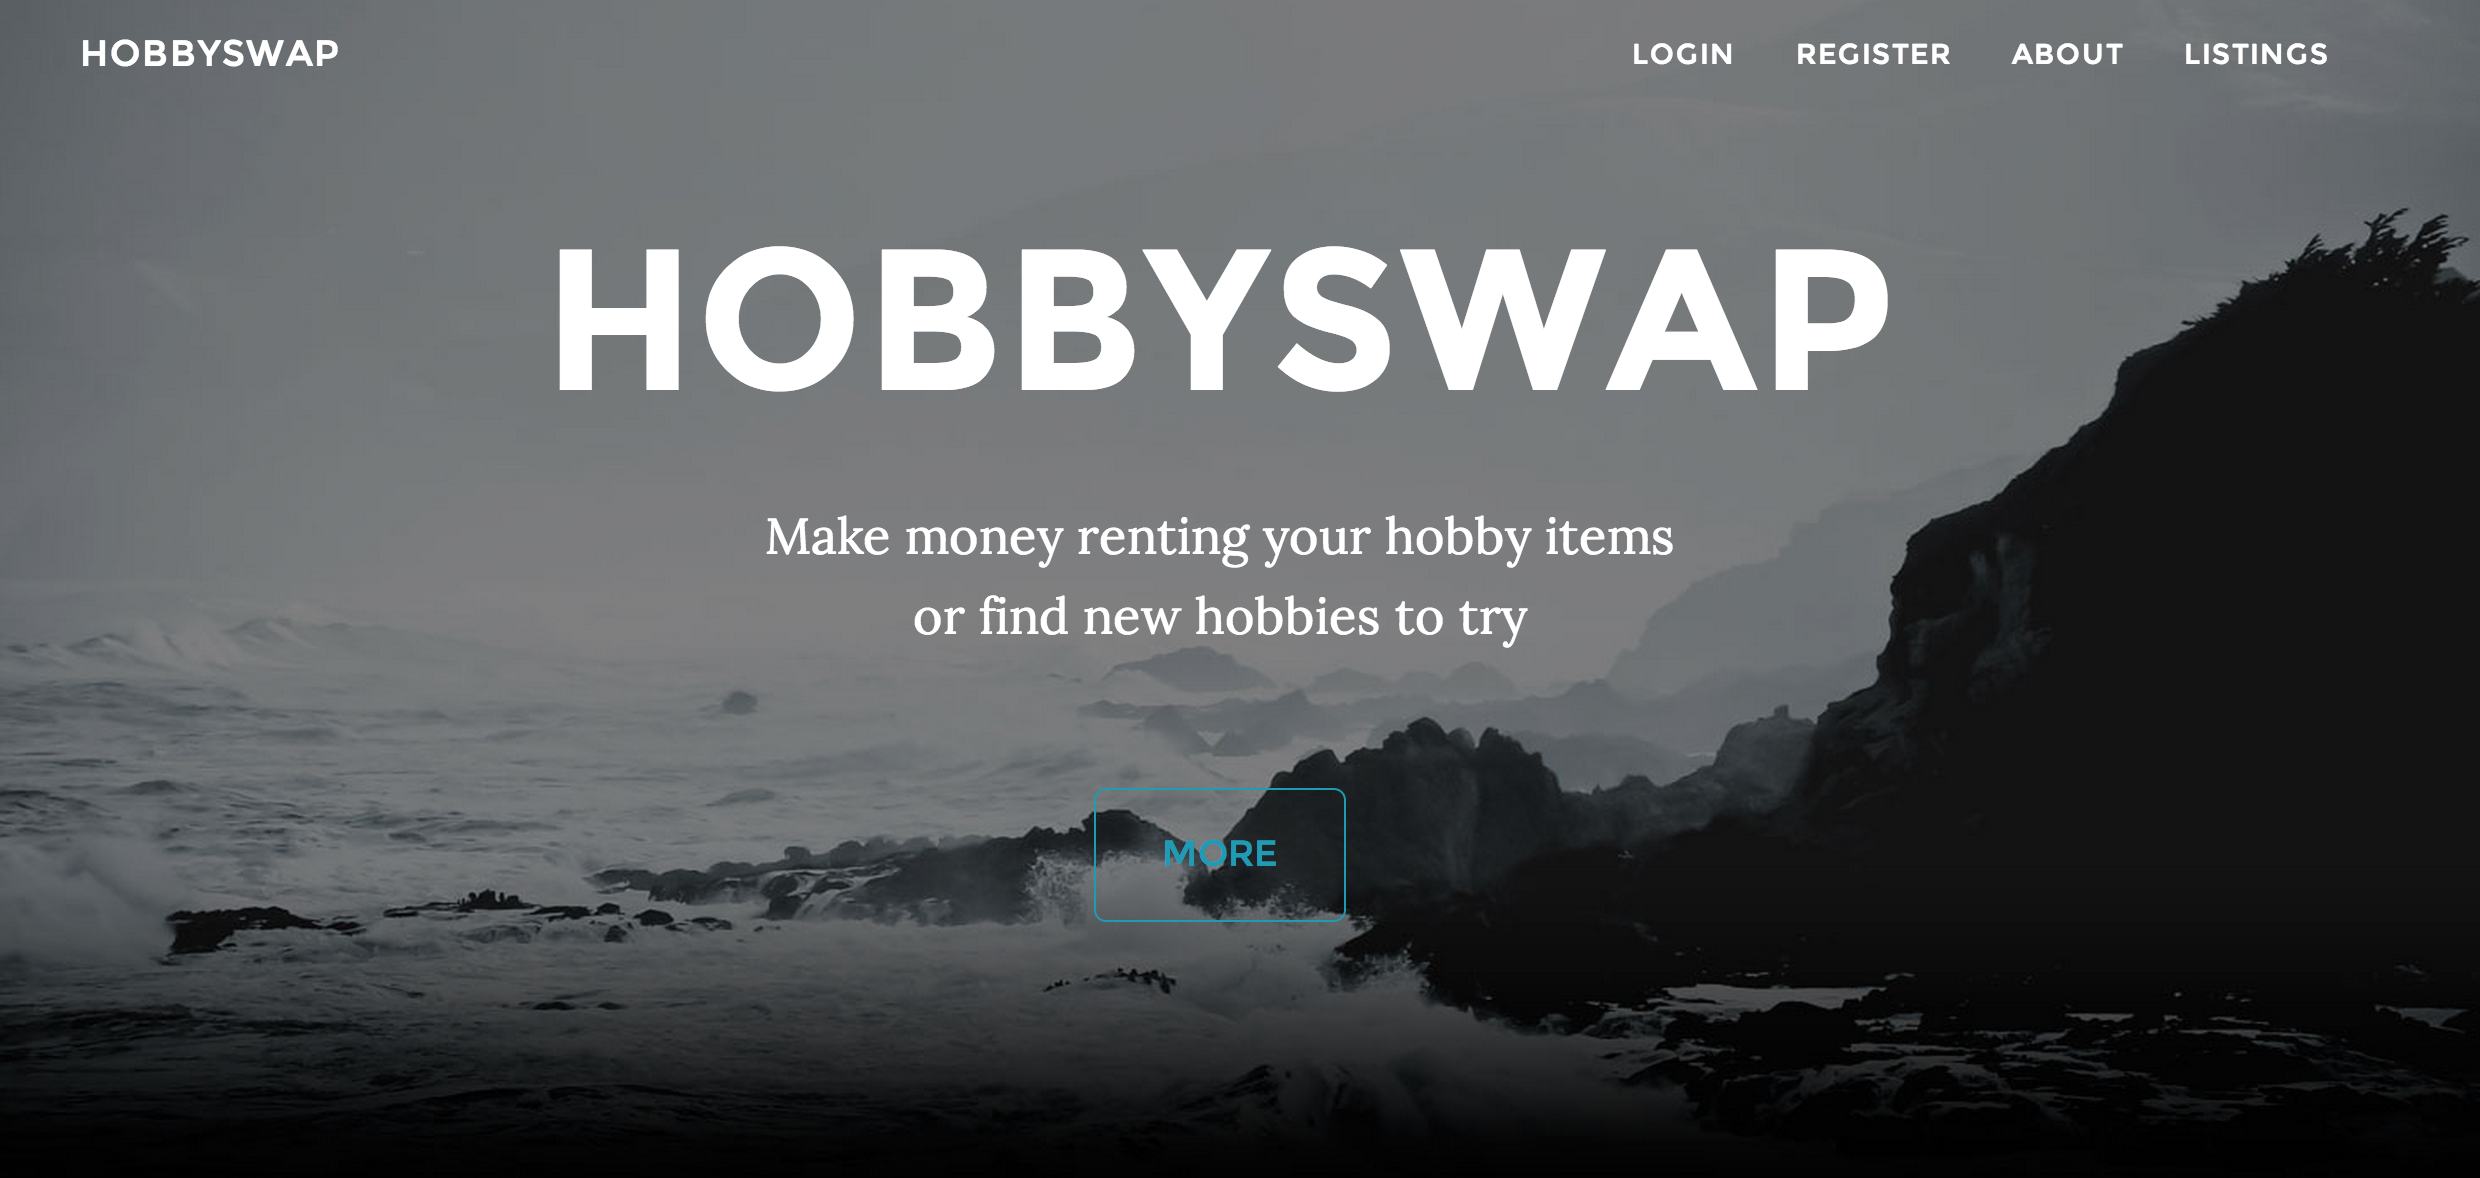 HOBBYSWAP
LOGIN REGISTER ABOUT LISTINGS
HOBBYSWAP
Make money renting your hobby items
or find new hobbies to try
MORE